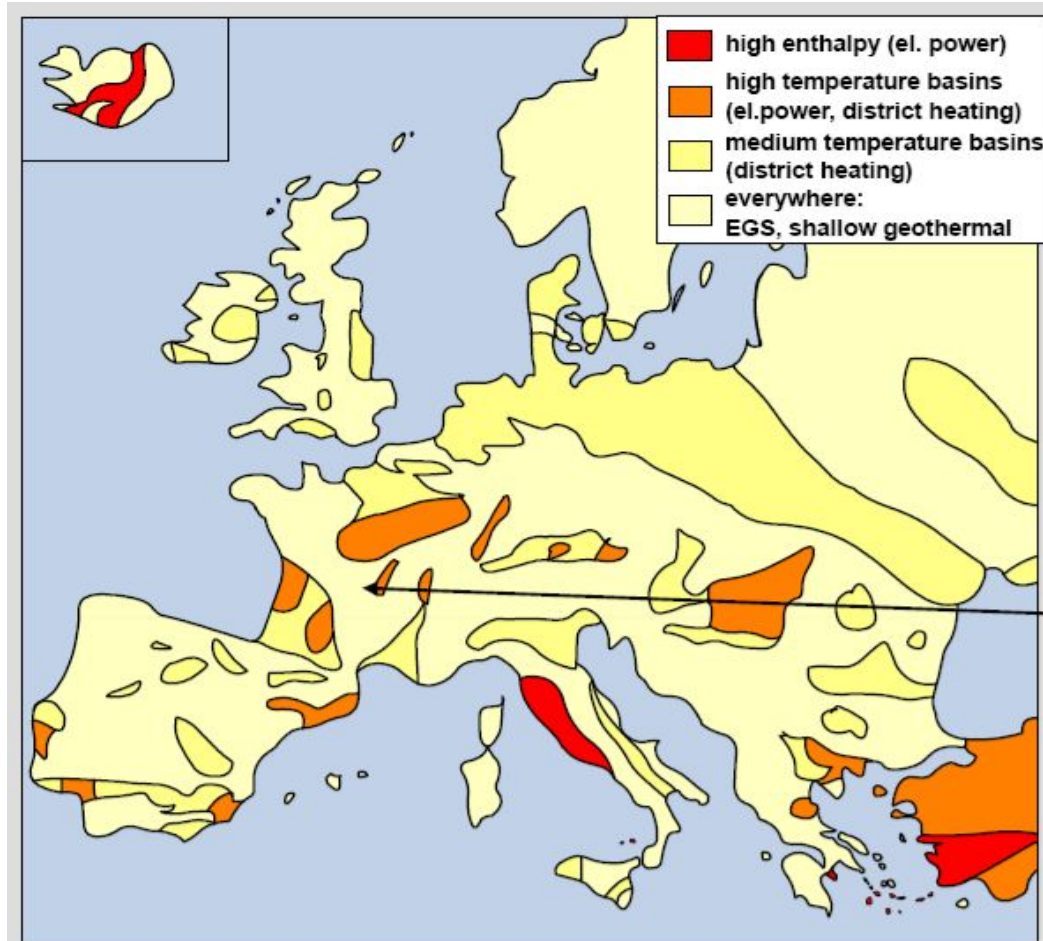 high enthalpy (el. power)
high temperature basins
(el.power, district heating)
medium temperature basins
(district heating)
everywhere:
EGS, shallow geothermal